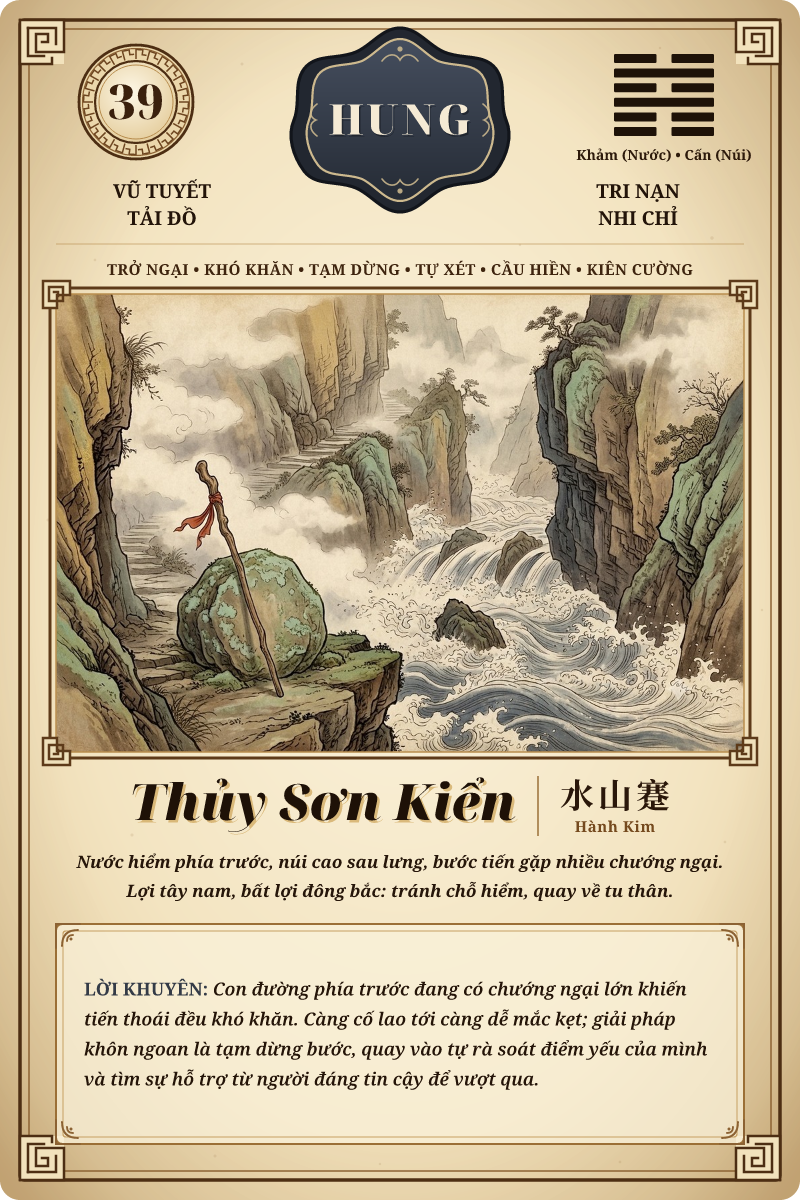 39
HUNG
Khảm (Nước) • Cấn (Núi)
VŨ TUYẾT
TẢI ĐỒ
TRI NẠN
NHI CHỈ
TRỞ NGẠI • KHÓ KHĂN • TẠM DỪNG • TỰ XÉT • CẦU HIỀN • KIÊN CƯỜNG
Thủy Sơn Kiển
水山蹇
Hành Kim
Nước hiểm phía trước, núi cao sau lưng, bước tiến gặp nhiều chướng ngại.
Lợi tây nam, bất lợi đông bắc: tránh chỗ hiểm, quay về tu thân.
LỜI KHUYÊN: Con đường phía trước đang có chướng ngại lớn khiến
tiến thoái đều khó khăn. Càng cố lao tới càng dễ mắc kẹt; giải pháp
khôn ngoan là tạm dừng bước, quay vào tự rà soát điểm yếu của mình
và tìm sự hỗ trợ từ người đáng tin cậy để vượt qua.